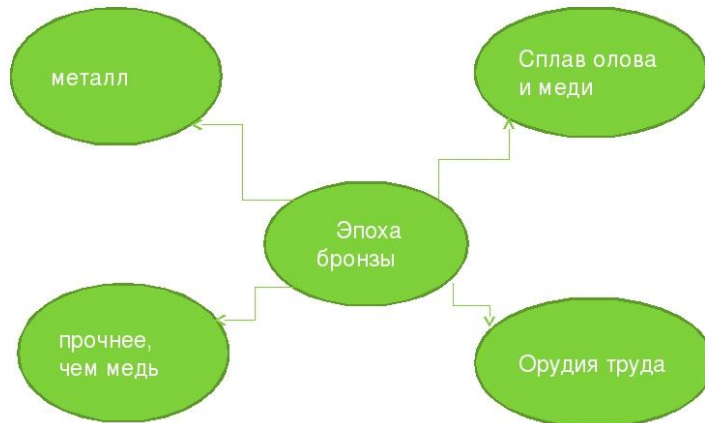 металл
Сплав олова
и меди
Эпоха
бронзы
прочнее,
чем медь
Орудия труда